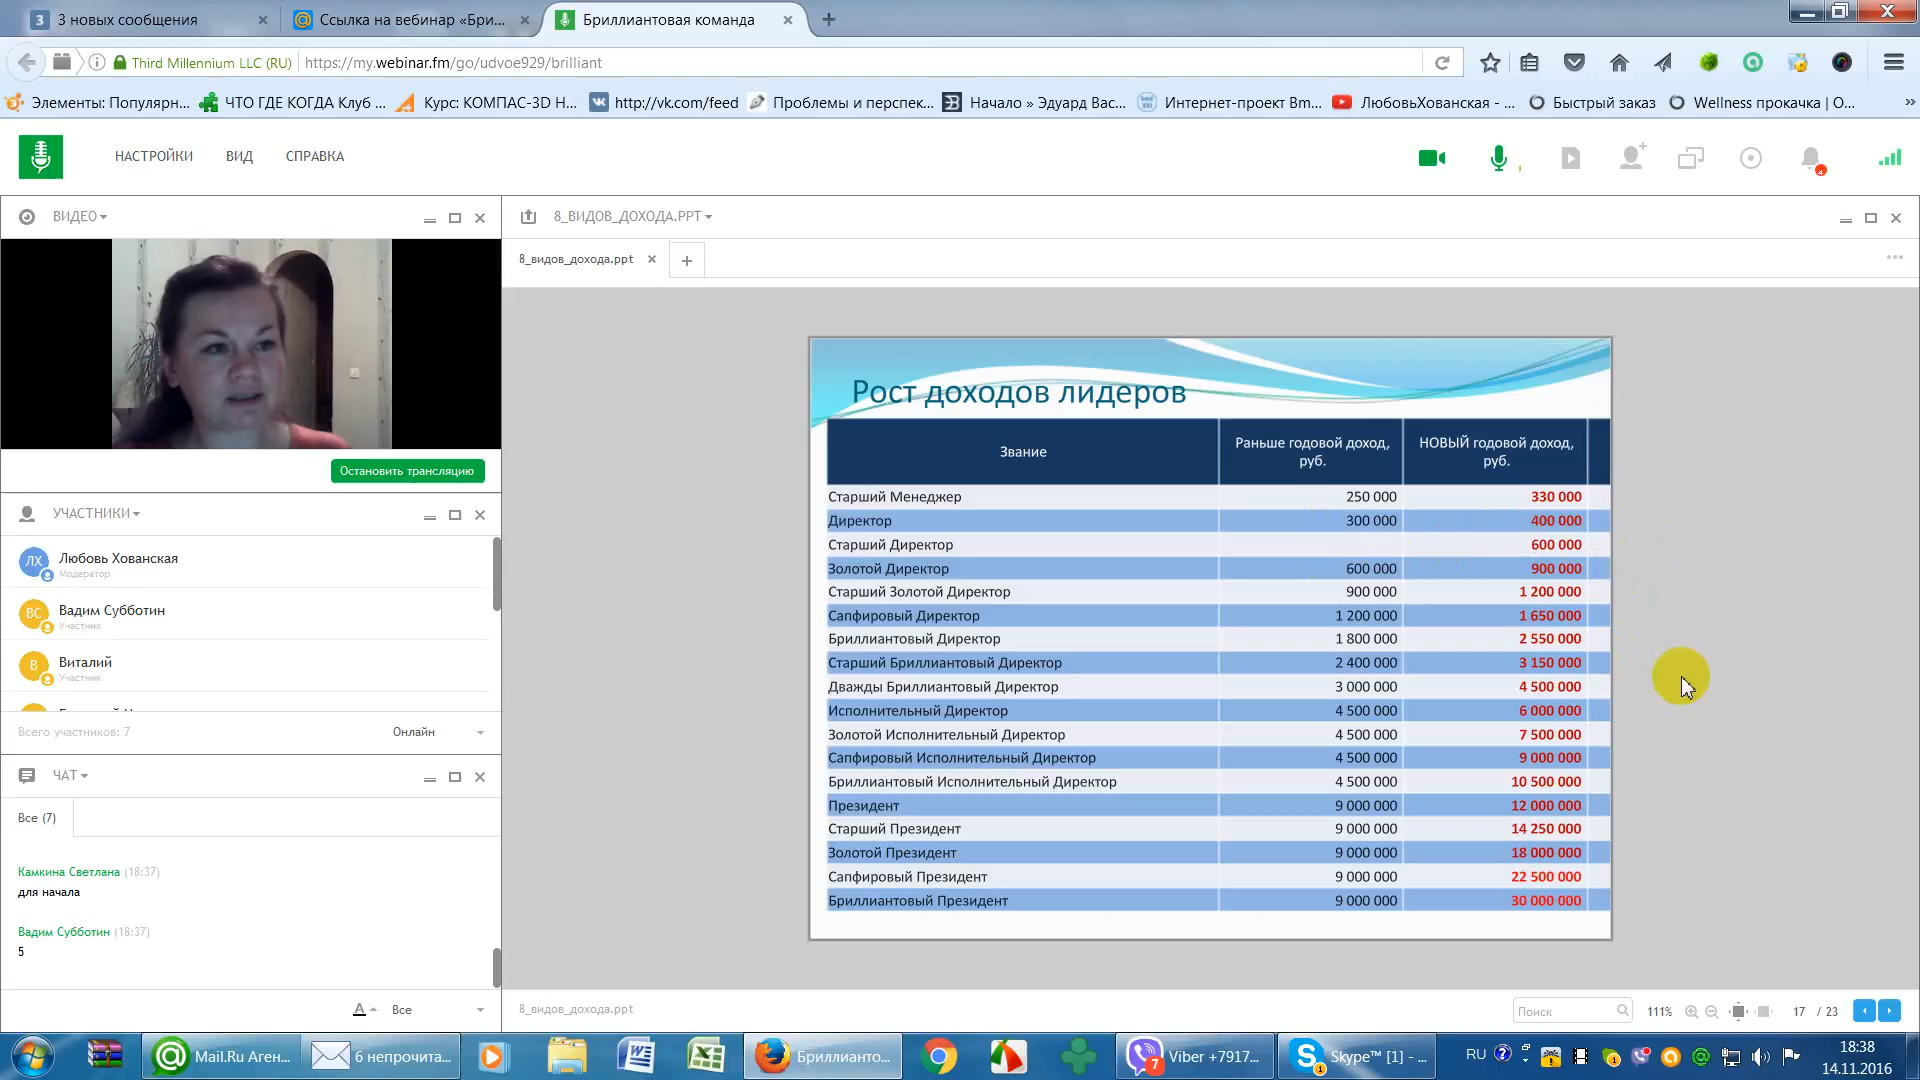 3 новых сообщения
Ссылка на вебинар «Бри...
Бриллиантовая команда
Third Millennium LLC (RU)
https://my.webinar.fm/go/udvoe929/brilliant
Элементы: Популярн...
ЧТО ГДЕ КОГДА Клуб ...
Курс: КОМПАС-3D Н...
http://vk.com/feed
Проблемы и перспек...
Начало » Эдуард Вас...
Интернет-проект Bm...
ЛюбовьХованская - ...
Быстрый заказ
Wellness прокачка | О...
НАСТРОЙКИ
ВИД
СПРАВКА
ВИДЕО
8_ВИДОВ_ДОХОДА.PPT
8_видов_дохода.ppt
Остановить трансляцию
УЧАСТНИКИ
ЛХ
Любовь Хованская
Модератор
ВС
Вадим Субботин
Участник
В
Виталий
Участник
Всего участников: 7
Онлайн
ЧАТ
Все (7)
Камкина Светлана (18:37)
для начала
Вадим Субботин (18:37)
5
Все
Рост доходов лидеров
Звание Раньше годовой доход, руб. НОВЫЙ годовой доход, руб.
Старший Менеджер 250 000 330 000
Директор 300 000 400 000
Старший Директор 600 000
Золотой Директор 600 000 900 000
Старший Золотой Директор 900 000 1 200 000
Сапфировый Директор 1 200 000 1 650 000
Бриллиантовый Директор 1 800 000 2 550 000
Старший Бриллиантовый Директор 2 400 000 3 150 000
Дважды Бриллиантовый Директор 3 000 000 4 500 000
Исполнительный Директор 4 500 000 6 000 000
Золотой Исполнительный Директор 4 500 000 7 500 000
Сапфировый Исполнительный Директор 4 500 000 9 000 000
Бриллиантовый Исполнительный Директор 4 500 000 10 500 000
Президент 9 000 000 12 000 000
Старший Президент 9 000 000 14 250 000
Золотой Президент 9 000 000 18 000 000
Сапфировый Президент 9 000 000 22 500 000
Бриллиантовый Президент 9 000 000 30 000 000
8_видов_дохода.ppt
Поиск
111%
17 / 23
Mail.Ru Аген...
6 непрочита...
Бриллианто...
Viber +7917...
7
Skype™ [1] - ...
RU
18:38
14.11.2016